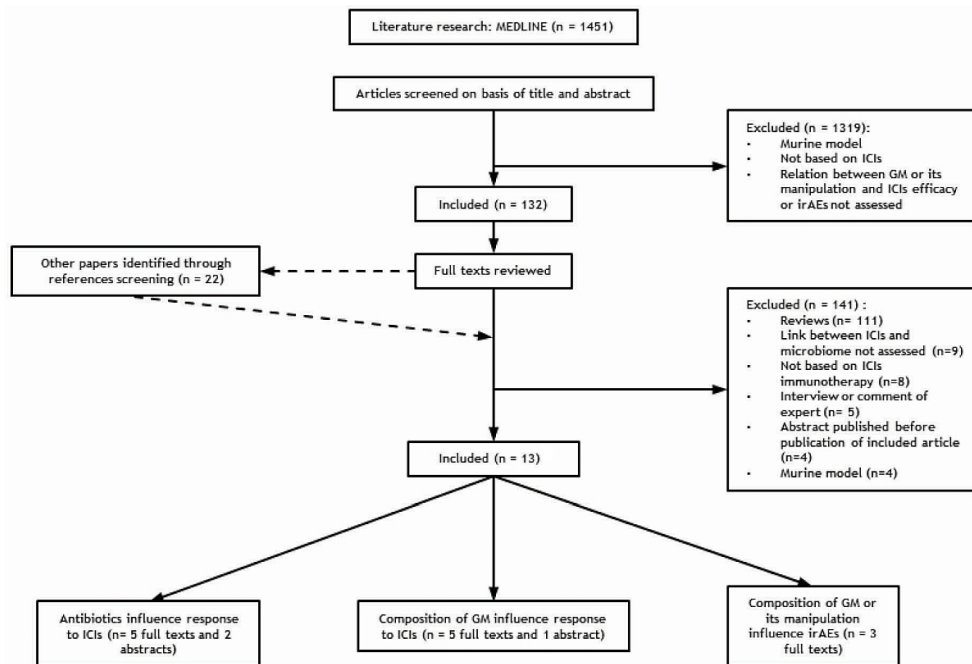 Literature research: MEDLINE (n = 1451)
Articles screened on basis of title and abstract
Excluded (n = 1319):
· Murine model
· Not based on ICIs
· Relation between GM or its
manipulation and ICIs efficacy
or irAEs not assessed
Included (n = 132)
Other papers identified through
references screening (n = 22)
Full texts reviewed
Excluded (n = 141) :
· Reviews (n= 111)
· Link between ICIs and
microbiome not assessed (n=9)
· Not based on ICIs
immunotherapy (n=8)
· Interview or comment of
expert (n= 5)
· Abstract published before
publication of included article
(n=4)
· Murine model (n=4)
Included (n = 13)
Antibiotics influence response
to ICIs (n= 5 full texts and 2
abstracts)
Composition of GM influence response
to ICIs (n = 5 full texts and 1 abstract)
Composition of GM or
its manipulation
influence irAEs (n = 3
full texts)